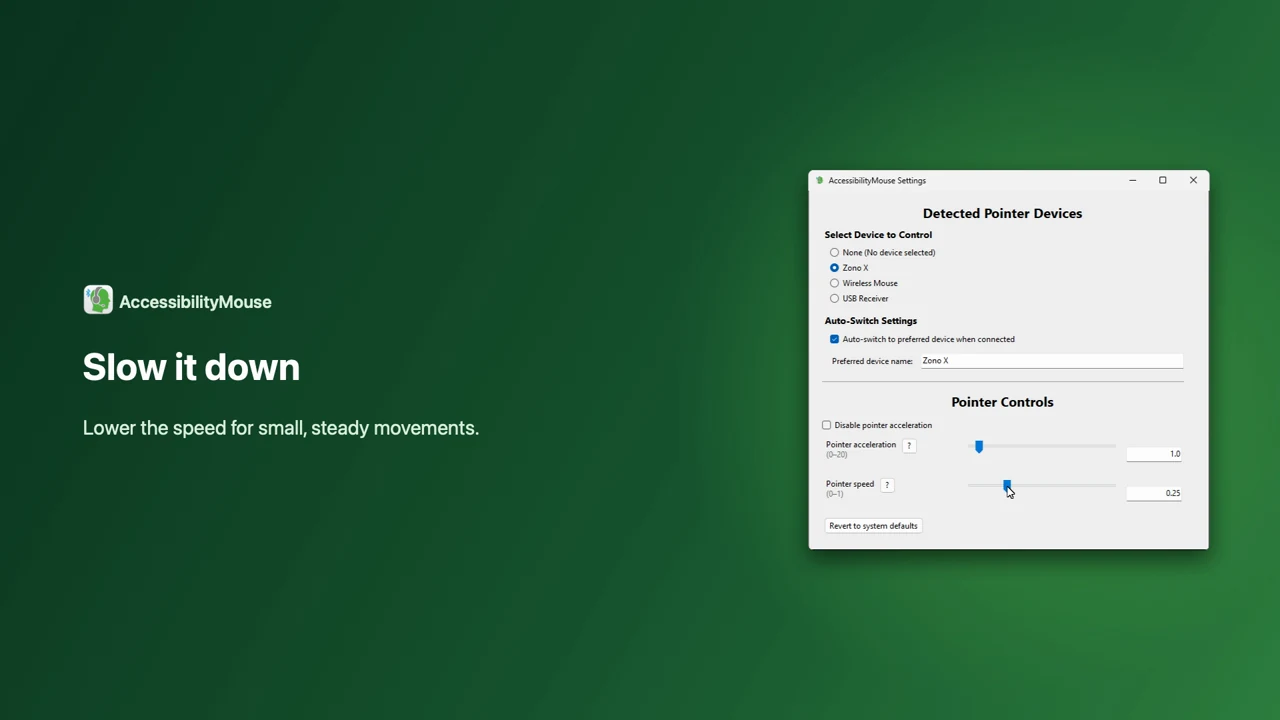 AccessibilityMouse
Slow it down
Lower the speed for small, steady movements.
AccessibilityMouse Settings
Detected Pointer Devices
Select Device to Control
None (No device selected)
Zono X
Wireless Mouse
USB Receiver
Auto-Switch Settings
Auto-switch to preferred device when connected
Preferred device name: Zono X
Pointer Controls
Disable pointer acceleration
Pointer acceleration ? 1.0
(0–20)
Pointer speed ? 0.25
(0–1)
Revert to system defaults